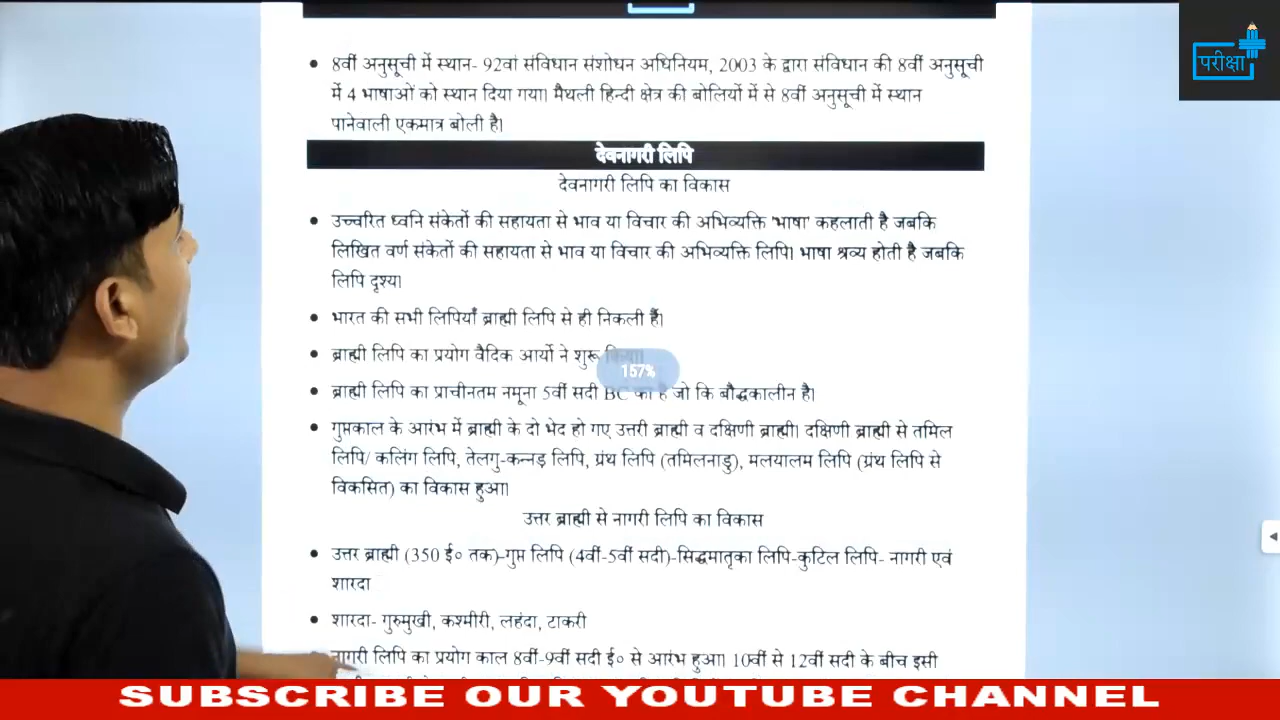 परीक्षा
8वीं अनुसूची में स्थान- 92वां संविधान संशोधन अधिनियम, 2003 के द्वारा संविधान की 8वीं अनुसूची
में 4 भाषाओं को स्थान दिया गया। मैथली हिन्दी क्षेत्र की बोलियों में से 8वीं अनुसूची में स्थान
पानेवाली एकमात्र बोली है।
देवनागरी लिपि
देवनागरी लिपि का विकास
उच्चरित ध्वनि संकेतों की सहायता से भाव या विचार की अभिव्यक्ति 'भाषा' कहलाती है जबकि
लिखित वर्ण संकेतों की सहायता से भाव या विचार की अभिव्यक्ति लिपि। भाषा श्रव्य होती है जबकि
लिपि दृश्य।
भारत की सभी लिपियाँ ब्राह्मी लिपि से ही निकली हैं।
ब्राह्मी लिपि का प्रयोग वैदिक आर्यो ने शुरू किया।
157%
ब्राह्मी लिपि का प्राचीनतम नमूना 5वीं सदी BC का है जो कि बौद्धकालीन है।
गुप्तकाल के आरंभ में ब्राह्मी के दो भेद हो गए उत्तरी ब्राह्मी व दक्षिणी ब्राह्मी। दक्षिणी ब्राह्मी से तमिल
लिपि/ कलिंग लिपि, तेलगु-कन्नड़ लिपि, ग्रंथ लिपि (तमिलनाडु), मलयालम लिपि (ग्रंथ लिपि से
विकसित) का विकास हुआ।
उत्तर ब्राह्मी से नागरी लिपि का विकास
उत्तर ब्राह्मी (350 ई० तक)-गुप्त लिपि (4वीं-5वीं सदी)-सिद्धमातृका लिपि-कुटिल लिपि- नागरी एवं
शारदा
शारदा- गुरुमुखी, कश्मीरी, लहंदा, टाकरी
नागरी लिपि का प्रयोग काल 8वीं-9वीं सदी ई० से आरंभ हुआ। 10वीं से 12वीं सदी के बीच इसी
SUBSCRIBE OUR YOUTUBE CHANNEL